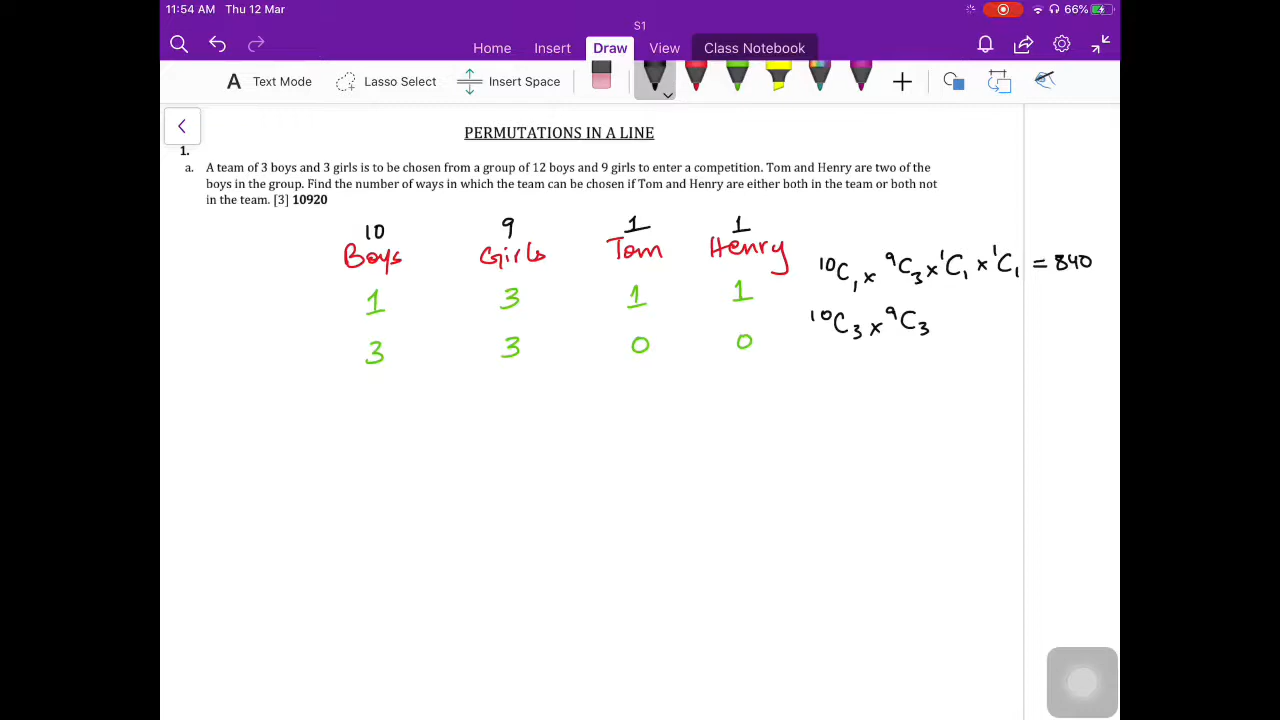 11:54 AM Thu 12 Mar
66%
S1
Home Insert Draw View Class Notebook
A Text Mode Lasso Select Insert Space
PERMUTATIONS IN A LINE
1.
a. A team of 3 boys and 3 girls is to be chosen from a group of 12 boys and 9 girls to enter a competition. Tom and Henry are two of the
boys in the group. Find the number of ways in which the team can be chosen if Tom and Henry are either both in the team or both not
in the team. [3] 10920
10 9 1 1
Boys Girls Tom Henry
1 3 1 1 ¹⁰C₁ × ⁹C₃ × ¹C₁ × ¹C₁ = 840
3 3 0 0 ¹⁰C₃ × ⁹C₃